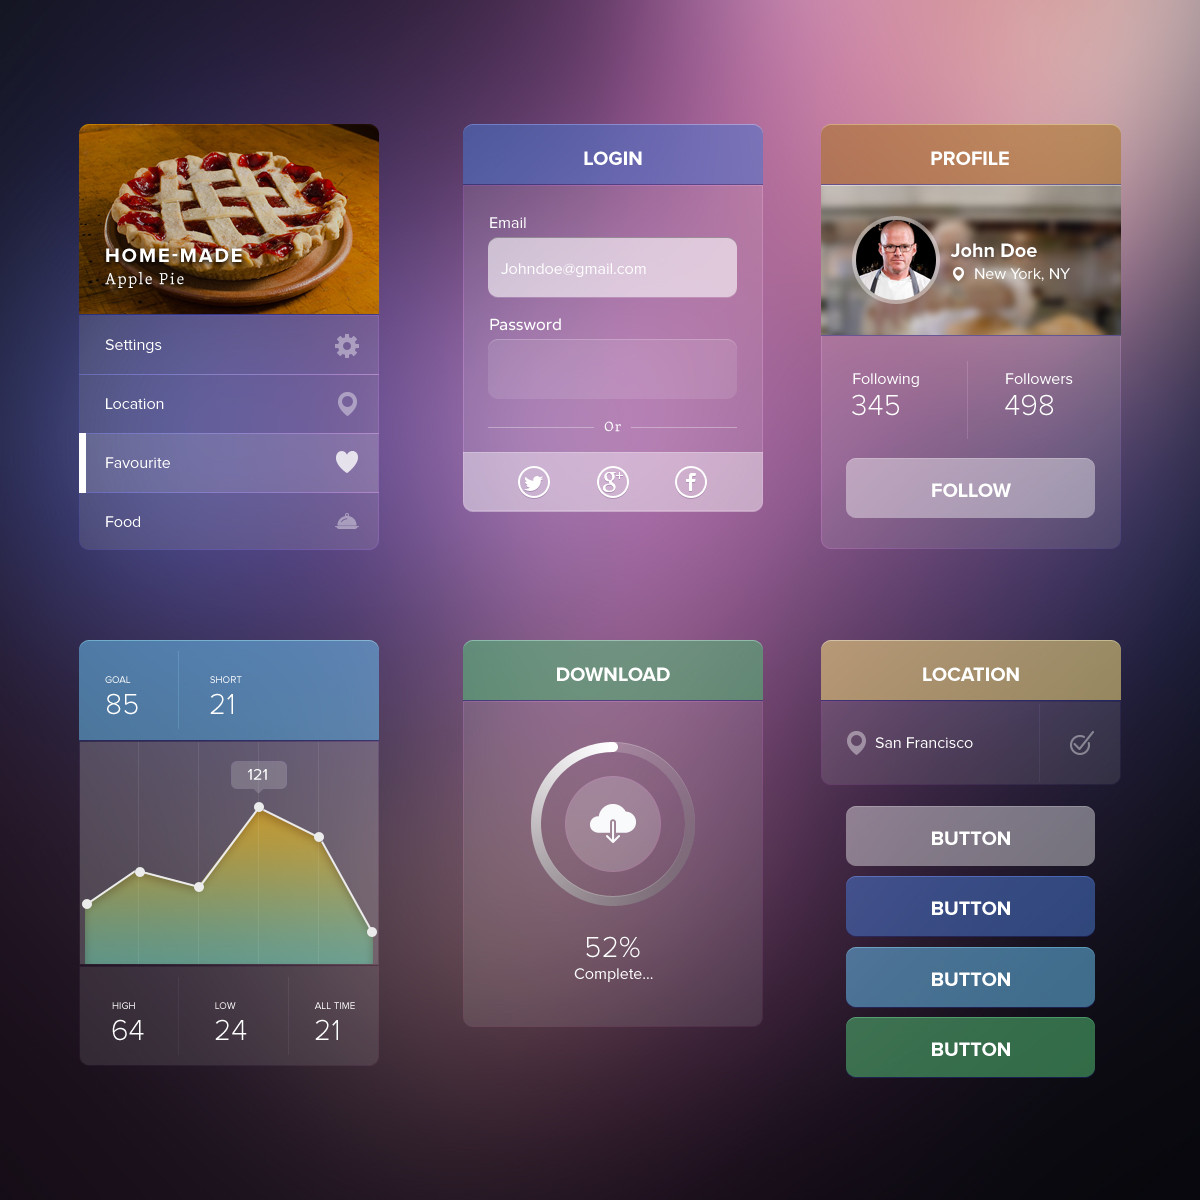 HOME-MADE
Apple Pie
Settings
Location
Favourite
Food
LOGIN
Email
Johndoe@gmail.com
Password
Or
g+
f
PROFILE
John Doe
New York, NY
Following
345
Followers
498
FOLLOW
GOAL
85
SHORT
21
121
HIGH
64
LOW
24
ALL TIME
21
DOWNLOAD
52%
Complete...
LOCATION
San Francisco
BUTTON
BUTTON
BUTTON
BUTTON